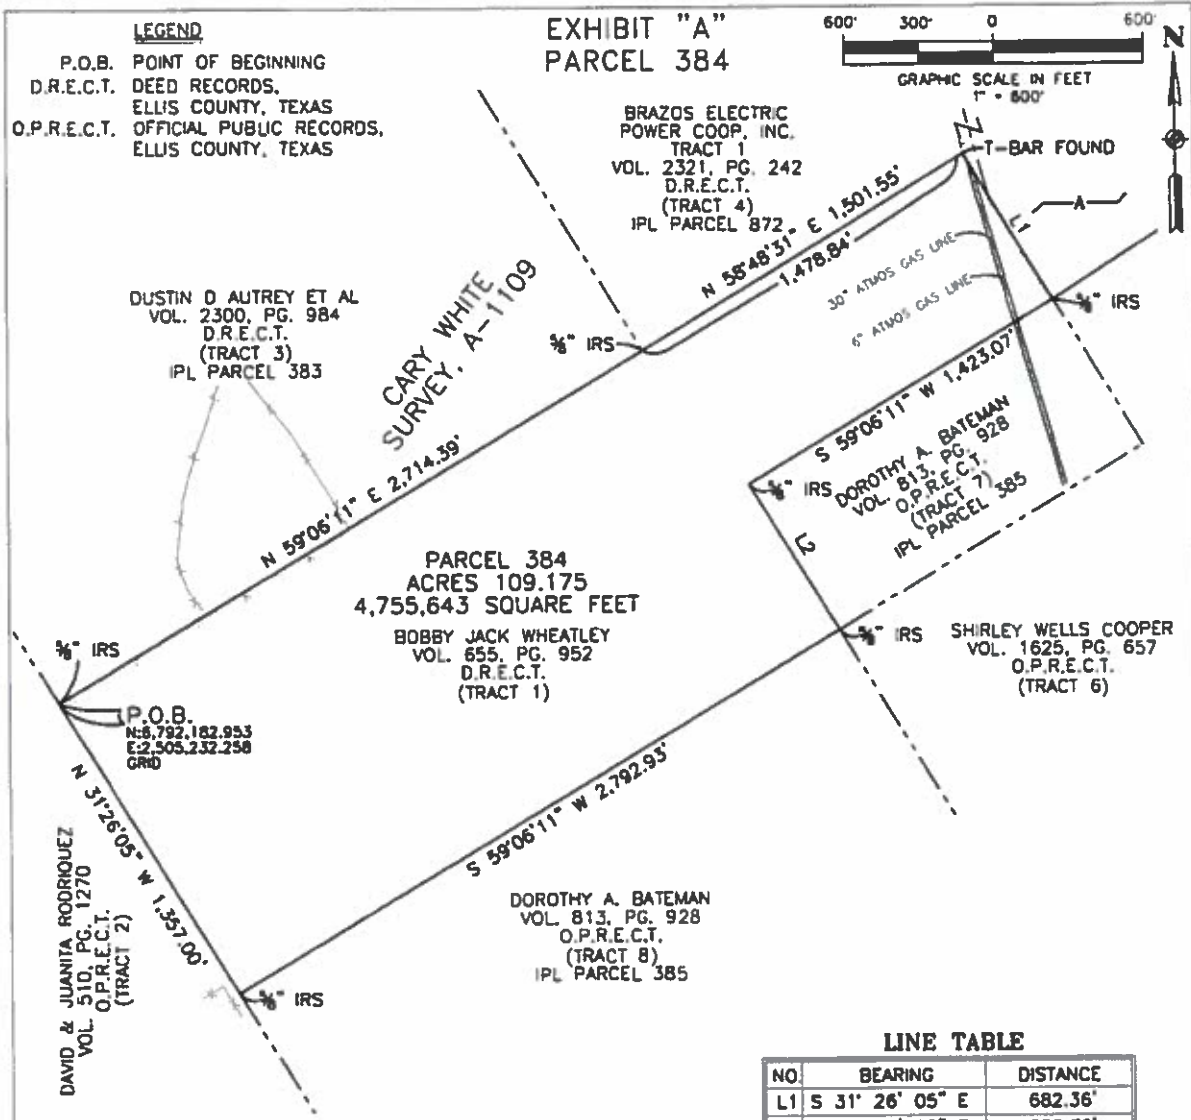 LEGEND
P.O.B. POINT OF BEGINNING
D.R.E.C.T. DEED RECORDS,
ELLIS COUNTY, TEXAS
O.P.R.E.C.T. OFFICIAL PUBLIC RECORDS,
ELLIS COUNTY, TEXAS
EXHIBIT "A"
PARCEL 384
600' 300' 0 600'
GRAPHIC SCALE IN FEET
1" = 600'
N
BRAZOS ELECTRIC
POWER COOP, INC.
TRACT 1
VOL. 2321, PG. 242
D.R.E.C.T.
(TRACT 4)
IPL PARCEL 872
T-BAR FOUND
A
L1
N 58°48'31" E 1,501.55'
1,478.84'
30" ATMOS GAS LINE
6" ATMOS GAS LINE
5/8" IRS
DUSTIN D AUTREY ET AL
VOL. 2300, PG. 984
D.R.E.C.T.
(TRACT 3)
IPL PARCEL 383
CARY WHITE
SURVEY, A-1109
5/8" IRS
S 59°06'11" W 1,423.07'
DOROTHY A. BATEMAN
VOL. 813, PG. 928
O.P.R.E.C.T.
(TRACT 7)
IPL PARCEL 385
5/8" IRS
L2
N 59°06'11" E 2,714.39'
PARCEL 384
ACRES 109.175
4,755,643 SQUARE FEET
BOBBY JACK WHEATLEY
VOL. 655, PG. 952
D.R.E.C.T.
(TRACT 1)
5/8" IRS
SHIRLEY WELLS COOPER
VOL. 1625, PG. 657
O.P.R.E.C.T.
(TRACT 6)
5/8" IRS
P.O.B.
N:6,792,182.953
E:2,505,232.258
GRID
N 31°26'05" W 1,357.00'
S 59°06'11" W 2,792.93'
DAVID & JUANITA RODRIQUEZ
VOL. 510, PG. 1270
O.P.R.E.C.T.
(TRACT 2)
DOROTHY A. BATEMAN
VOL. 813, PG. 928
O.P.R.E.C.T.
(TRACT 8)
IPL PARCEL 385
5/8" IRS
LINE TABLE
NO. BEARING DISTANCE
L1 S 31° 26' 05" E 682.36'